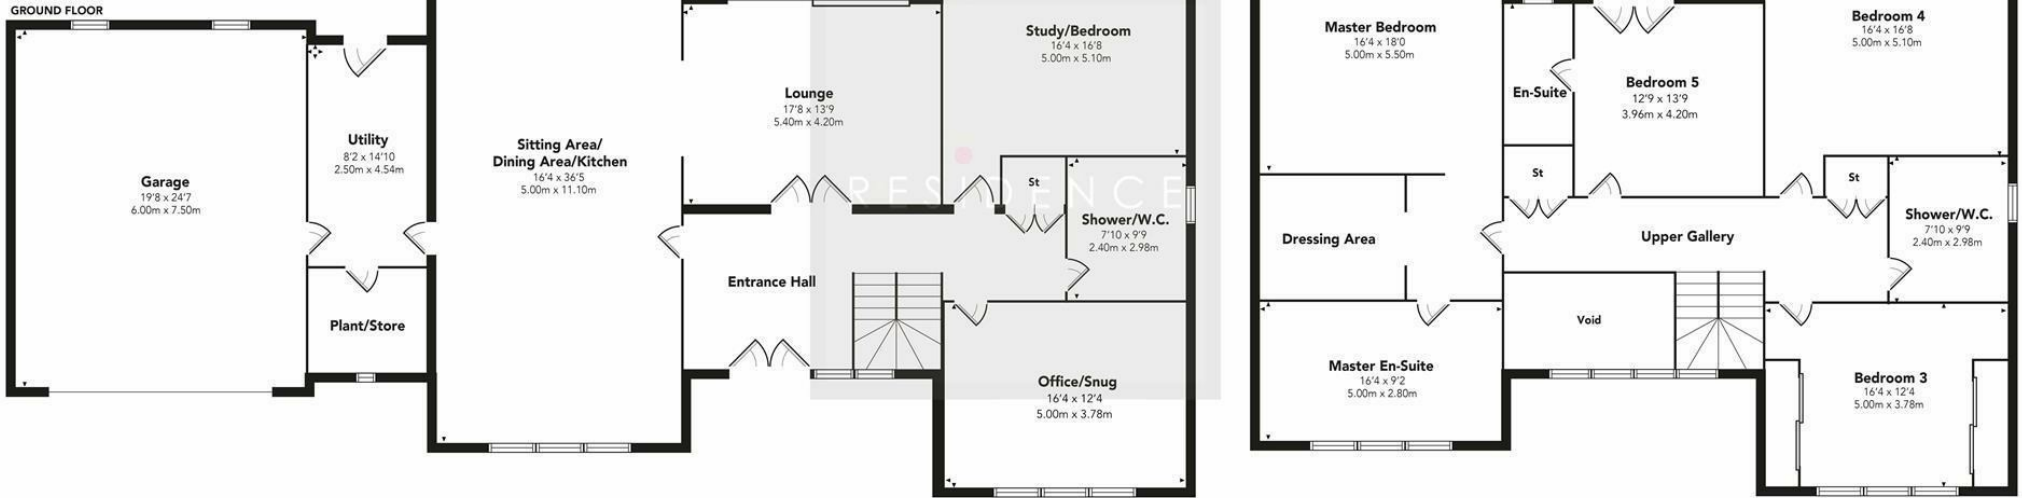 GROUND FLOOR
Garage
19'8 x 24'7
6.00m x 7.50m
Utility
8'2 x 14'10
2.50m x 4.54m
Plant/Store
Sitting Area/
Dining Area/Kitchen
16'4 x 36'5
5.00m x 11.10m
Lounge
17'8 x 13'9
5.40m x 4.20m
Entrance Hall
Study/Bedroom
16'4 x 16'8
5.00m x 5.10m
RESIDENCE
St
Shower/W.C.
7'10 x 9'9
2.40m x 2.98m
Office/Snug
16'4 x 12'4
5.00m x 3.78m
Master Bedroom
16'4 x 18'0
5.00m x 5.50m
En-Suite
Bedroom 5
12'9 x 13'9
3.96m x 4.20m
Bedroom 4
16'4 x 16'8
5.00m x 5.10m
St
St
Dressing Area
Upper Gallery
Shower/W.C.
7'10 x 9'9
2.40m x 2.98m
Void
Master En-Suite
16'4 x 9'2
5.00m x 2.80m
Bedroom 3
16'4 x 12'4
5.00m x 3.78m